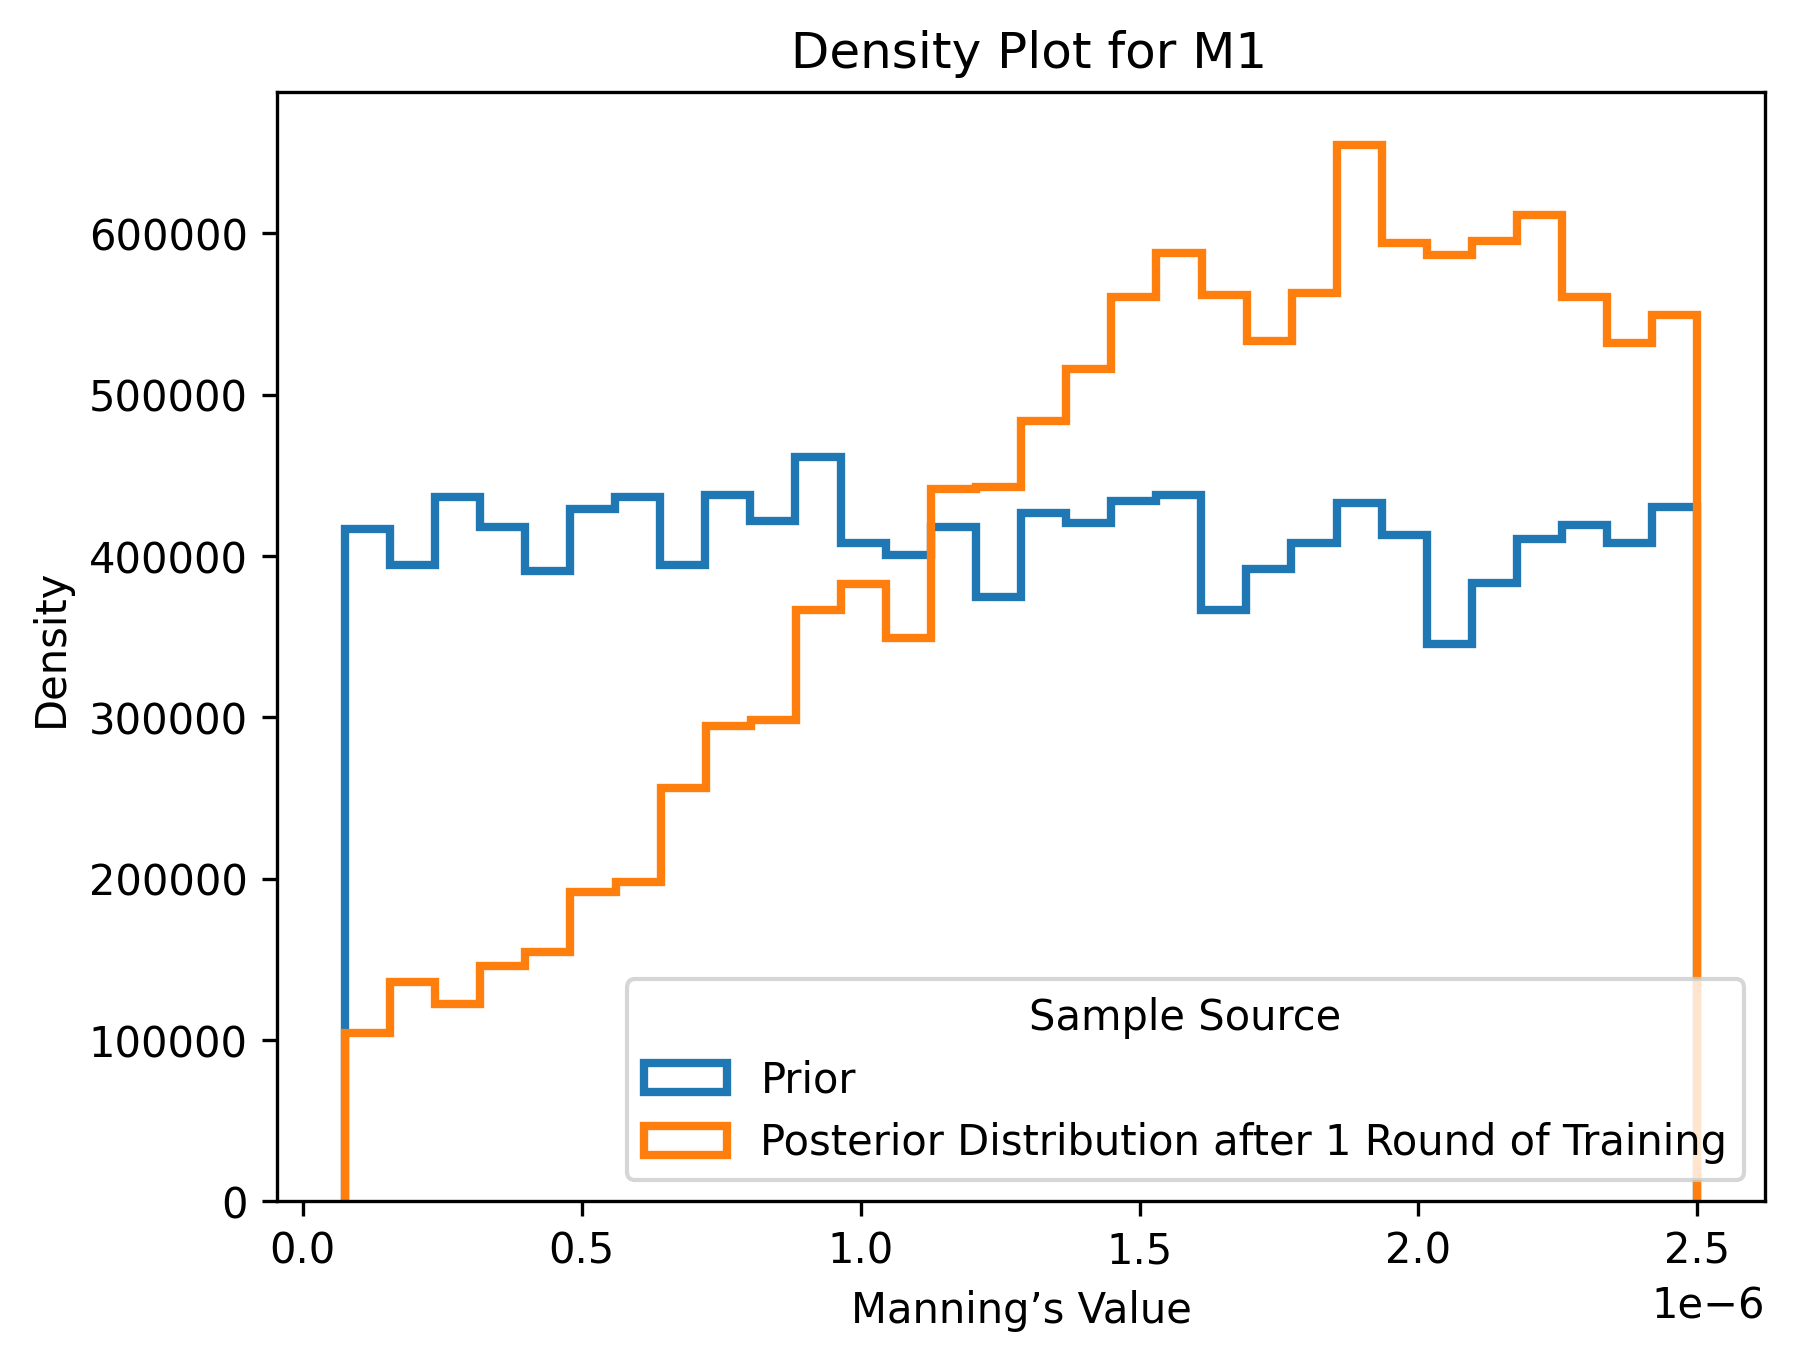 Density Plot for M1
Density
600000
500000
400000
300000
200000
100000
0
Sample Source
Prior
Posterior Distribution after 1 Round of Training
0.0 0.5 1.0 1.5 2.0 2.5
1e−6
Manning’s Value